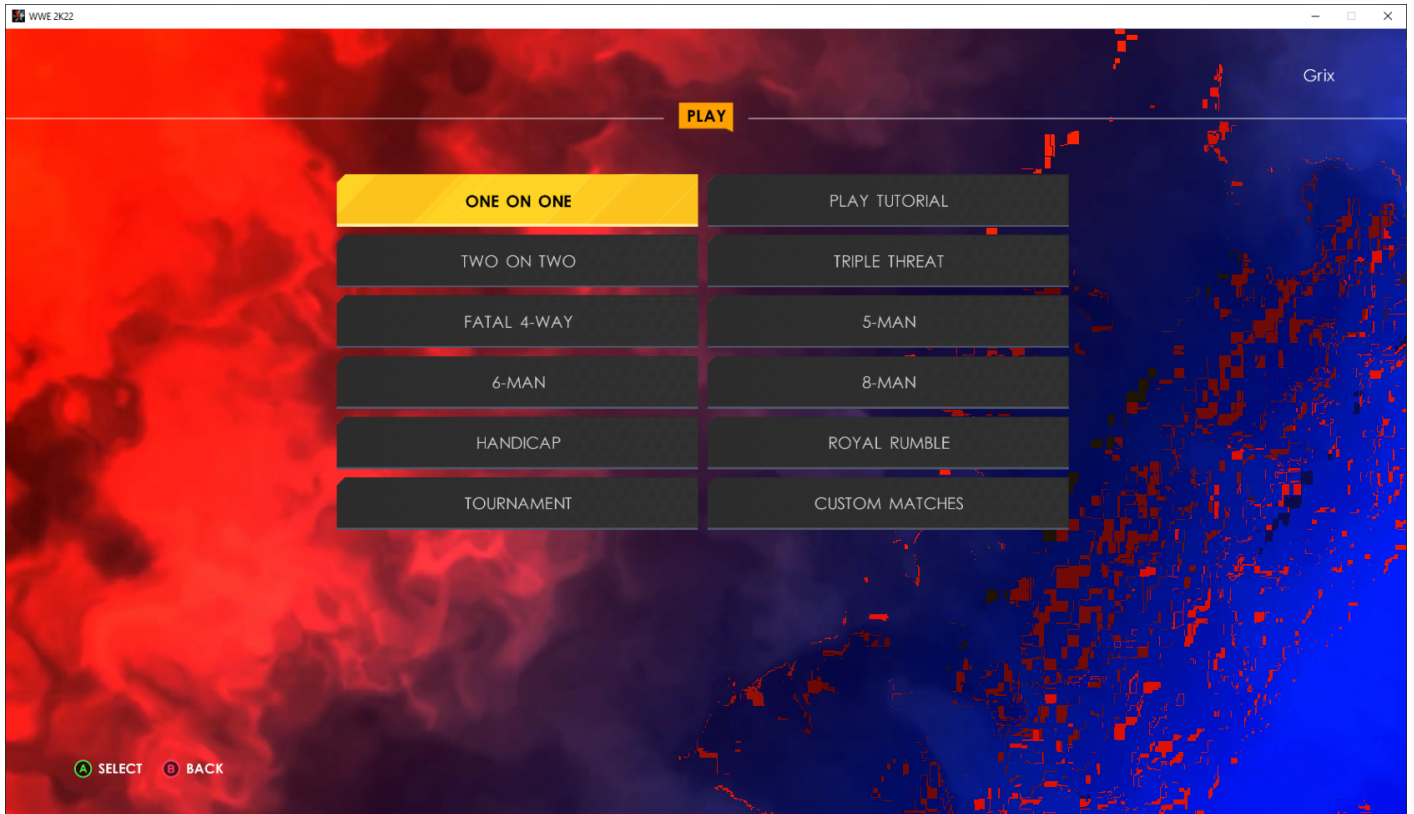 WWE 2K22
Grix
PLAY
ONE ON ONE
PLAY TUTORIAL
TWO ON TWO
TRIPLE THREAT
FATAL 4-WAY
5-MAN
6-MAN
8-MAN
HANDICAP
ROYAL RUMBLE
TOURNAMENT
CUSTOM MATCHES
A SELECT B BACK